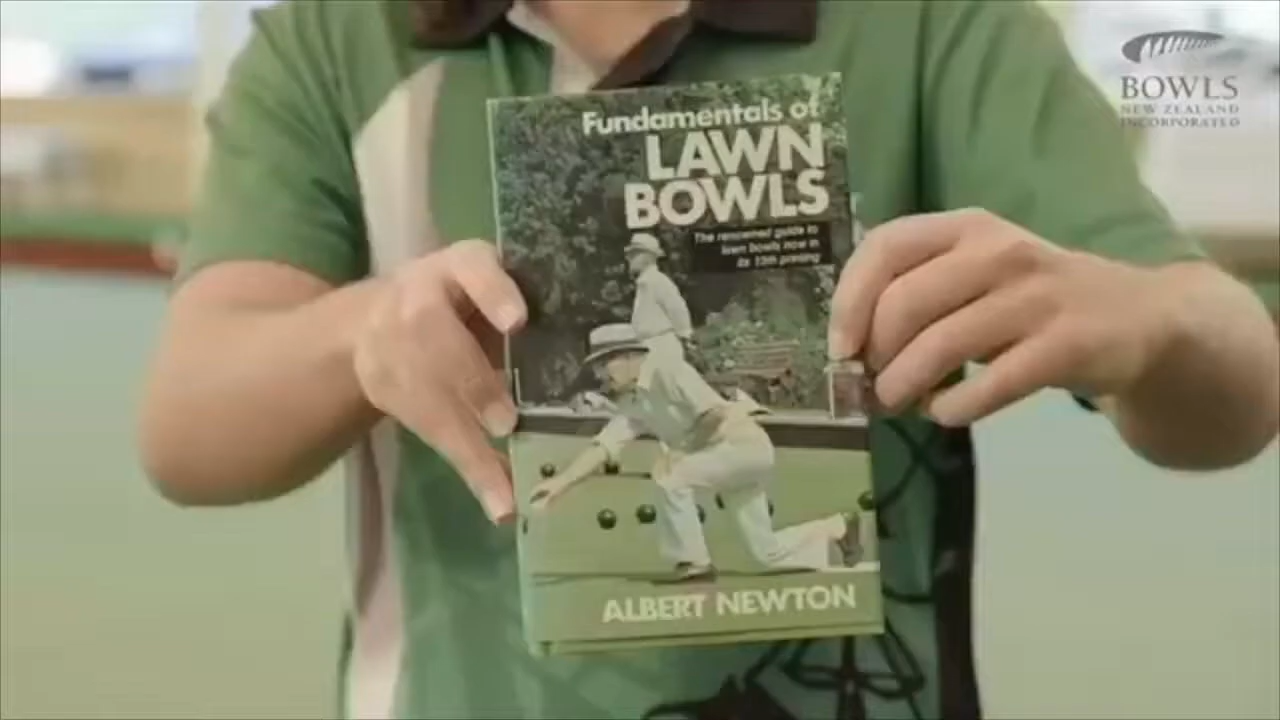 Fundamentals of
LAWN
BOWLS
The renowned guide to
lawn bowls now in
its 10th printing
ALBERT NEWTON
BOWLS
NEW ZEALAND
INCORPORATED